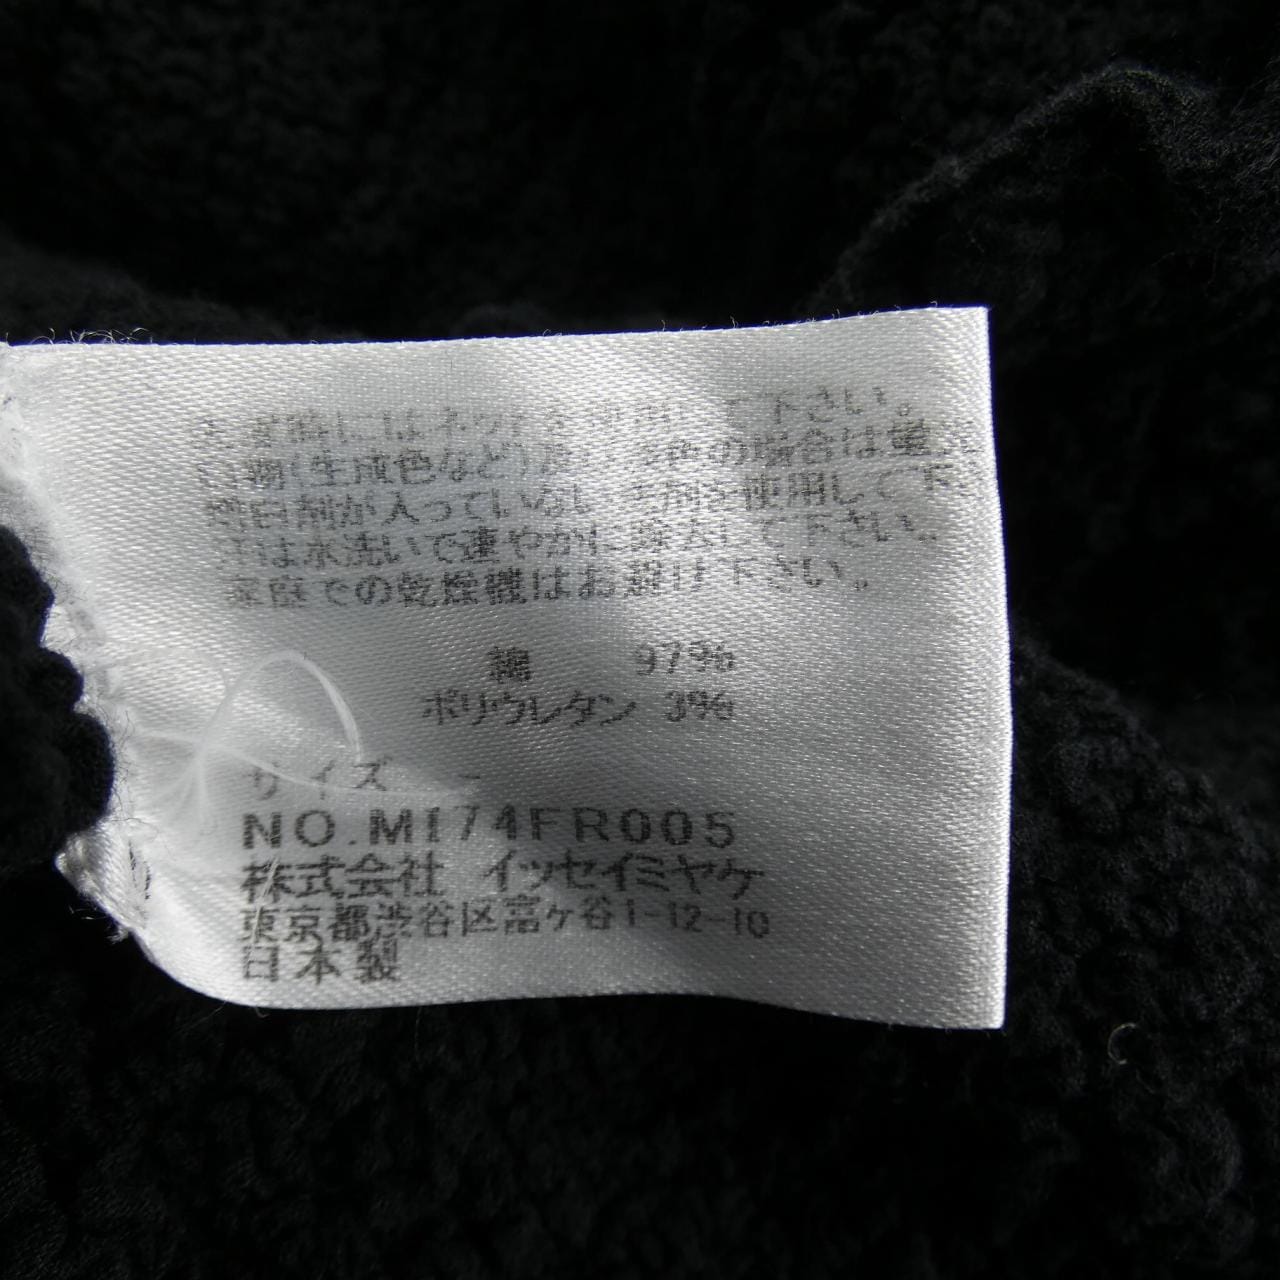 時にはネットを使用して下さい。
物(生成色など)淡い色の場合は蛍
増白剤が入っていない剤を使用して下さ
は水洗いで速やかに除去して下さい。
家庭での乾燥機はお避け下さい。
綿 97%
ポリウレタン 3%
サイズ -
NO.MI74FR005
株式会社 イッセイミヤケ
東京都渋谷区富ヶ谷1-12-10
日本製